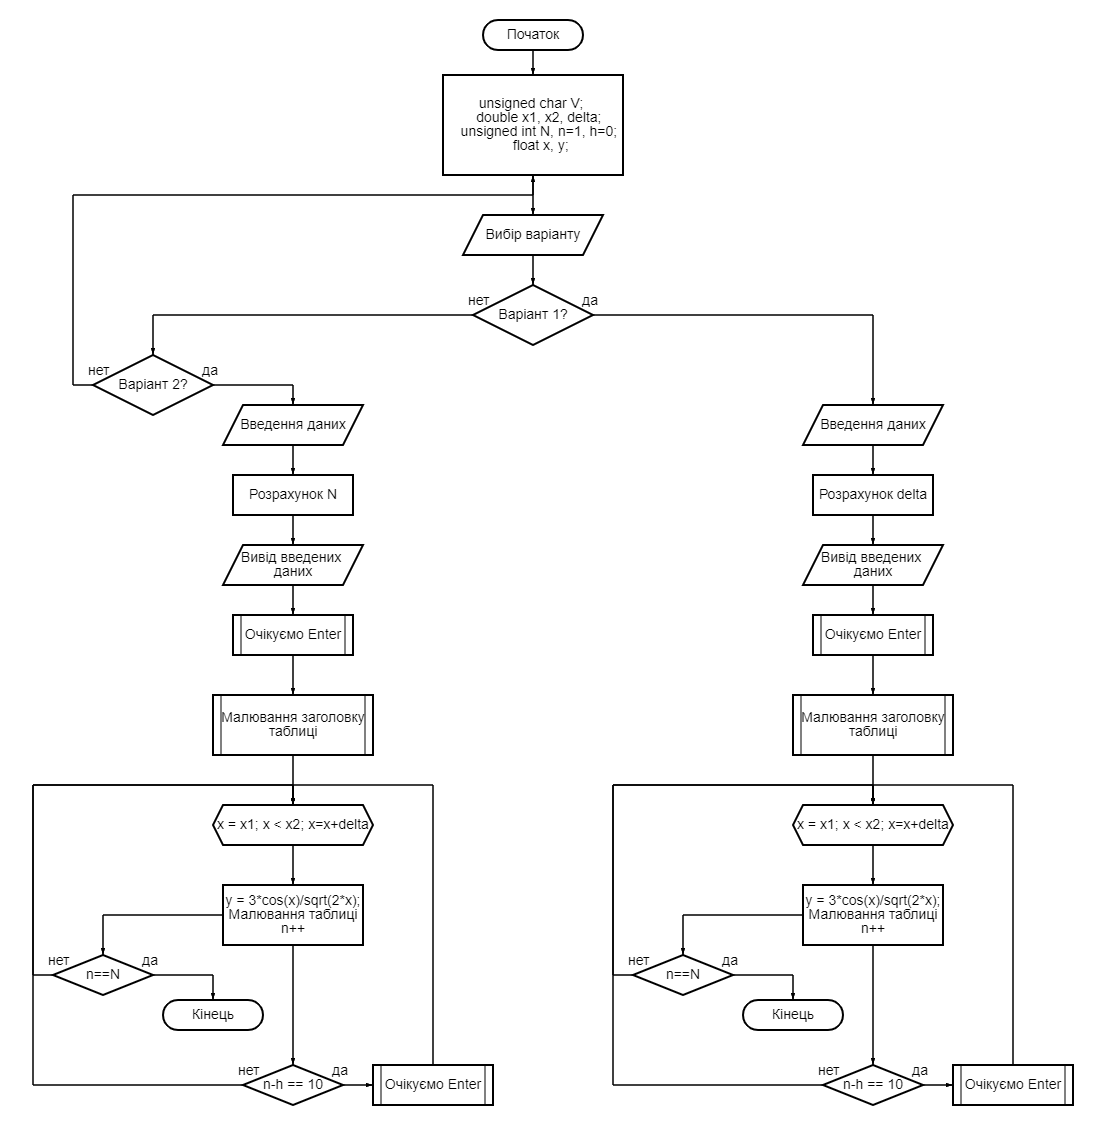 Початок
unsigned char V;
double x1, x2, delta;
unsigned int N, n=1, h=0;
float x, y;
Вибір варіанту
нет
да
Варіант 1?
нет
да
Варіант 2?
Введення даних
Введення даних
Розрахунок N
Розрахунок delta
Вивід введених
даних
Вивід введених
даних
Очікуємо Enter
Очікуємо Enter
Малювання заголовку
таблиці
Малювання заголовку
таблиці
x = x1; x < x2; x=x+delta
x = x1; x < x2; x=x+delta
y = 3*cos(x)/sqrt(2*x);
Малювання таблиці
n++
y = 3*cos(x)/sqrt(2*x);
Малювання таблиці
n++
нет
да
n==N
нет
да
n==N
Кінець
Кінець
нет
да
n-h == 10
Очікуємо Enter
нет
да
n-h == 10
Очікуємо Enter